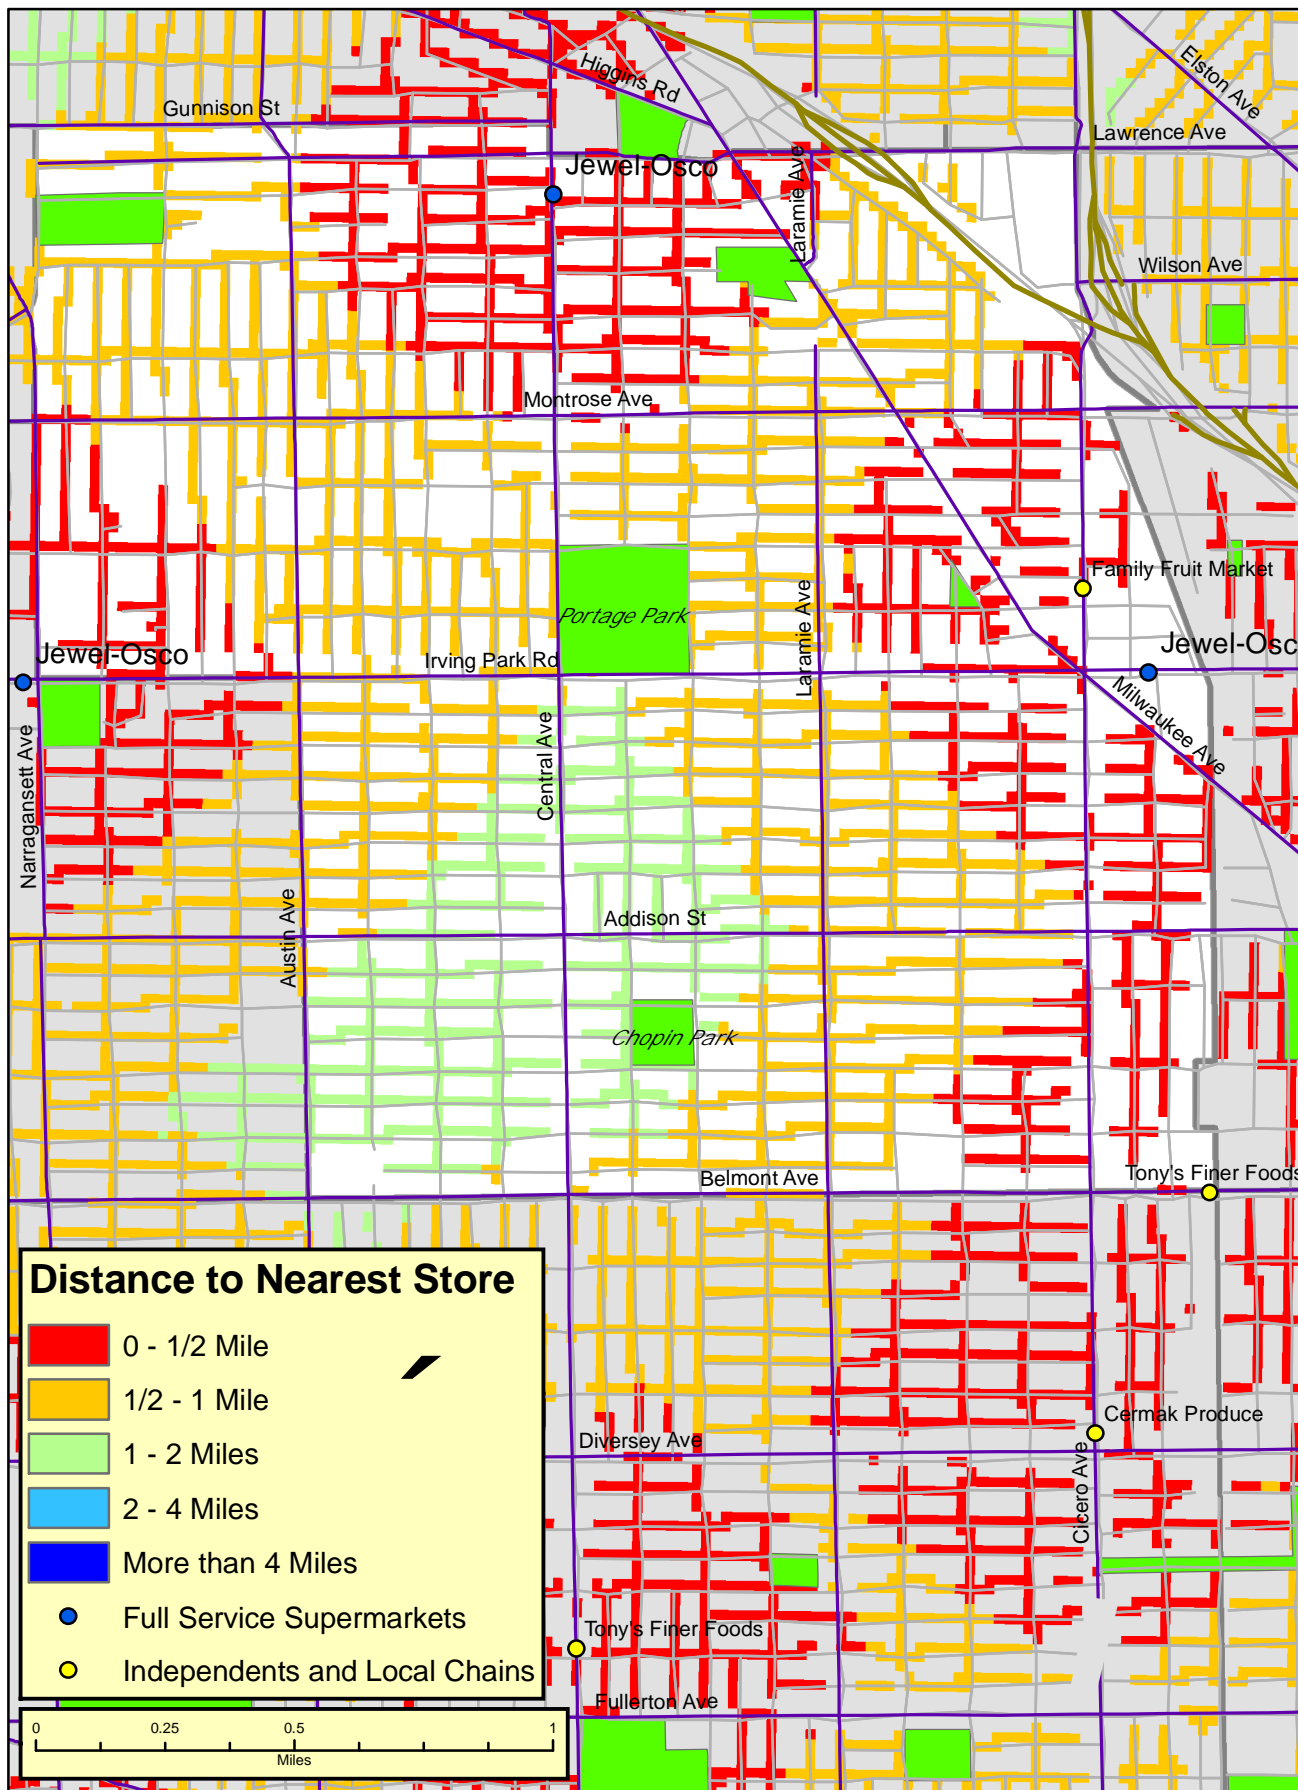 Higgins Rd
Elston Ave
Gunnison St
Lawrence Ave
Jewel-Osco
Laramie Ave
Wilson Ave
Montrose Ave
Family Fruit Market
Portage Park
Laramie Ave
Jewel-Osco
Irving Park Rd
Jewel-Osc
Milwaukee Ave
Narragansett Ave
Central Ave
Austin Ave
Addison St
Chopin Park
Belmont Ave
Tony's Finer Foods
Distance to Nearest Store
0 - 1/2 Mile
1/2 - 1 Mile
1 - 2 Miles
2 - 4 Miles
More than 4 Miles
Full Service Supermarkets
Independents and Local Chains
Cermak Produce
Diversey Ave
Cicero Ave
Tony's Finer Foods
Fullerton Ave
0 0.25 0.5 1
Miles